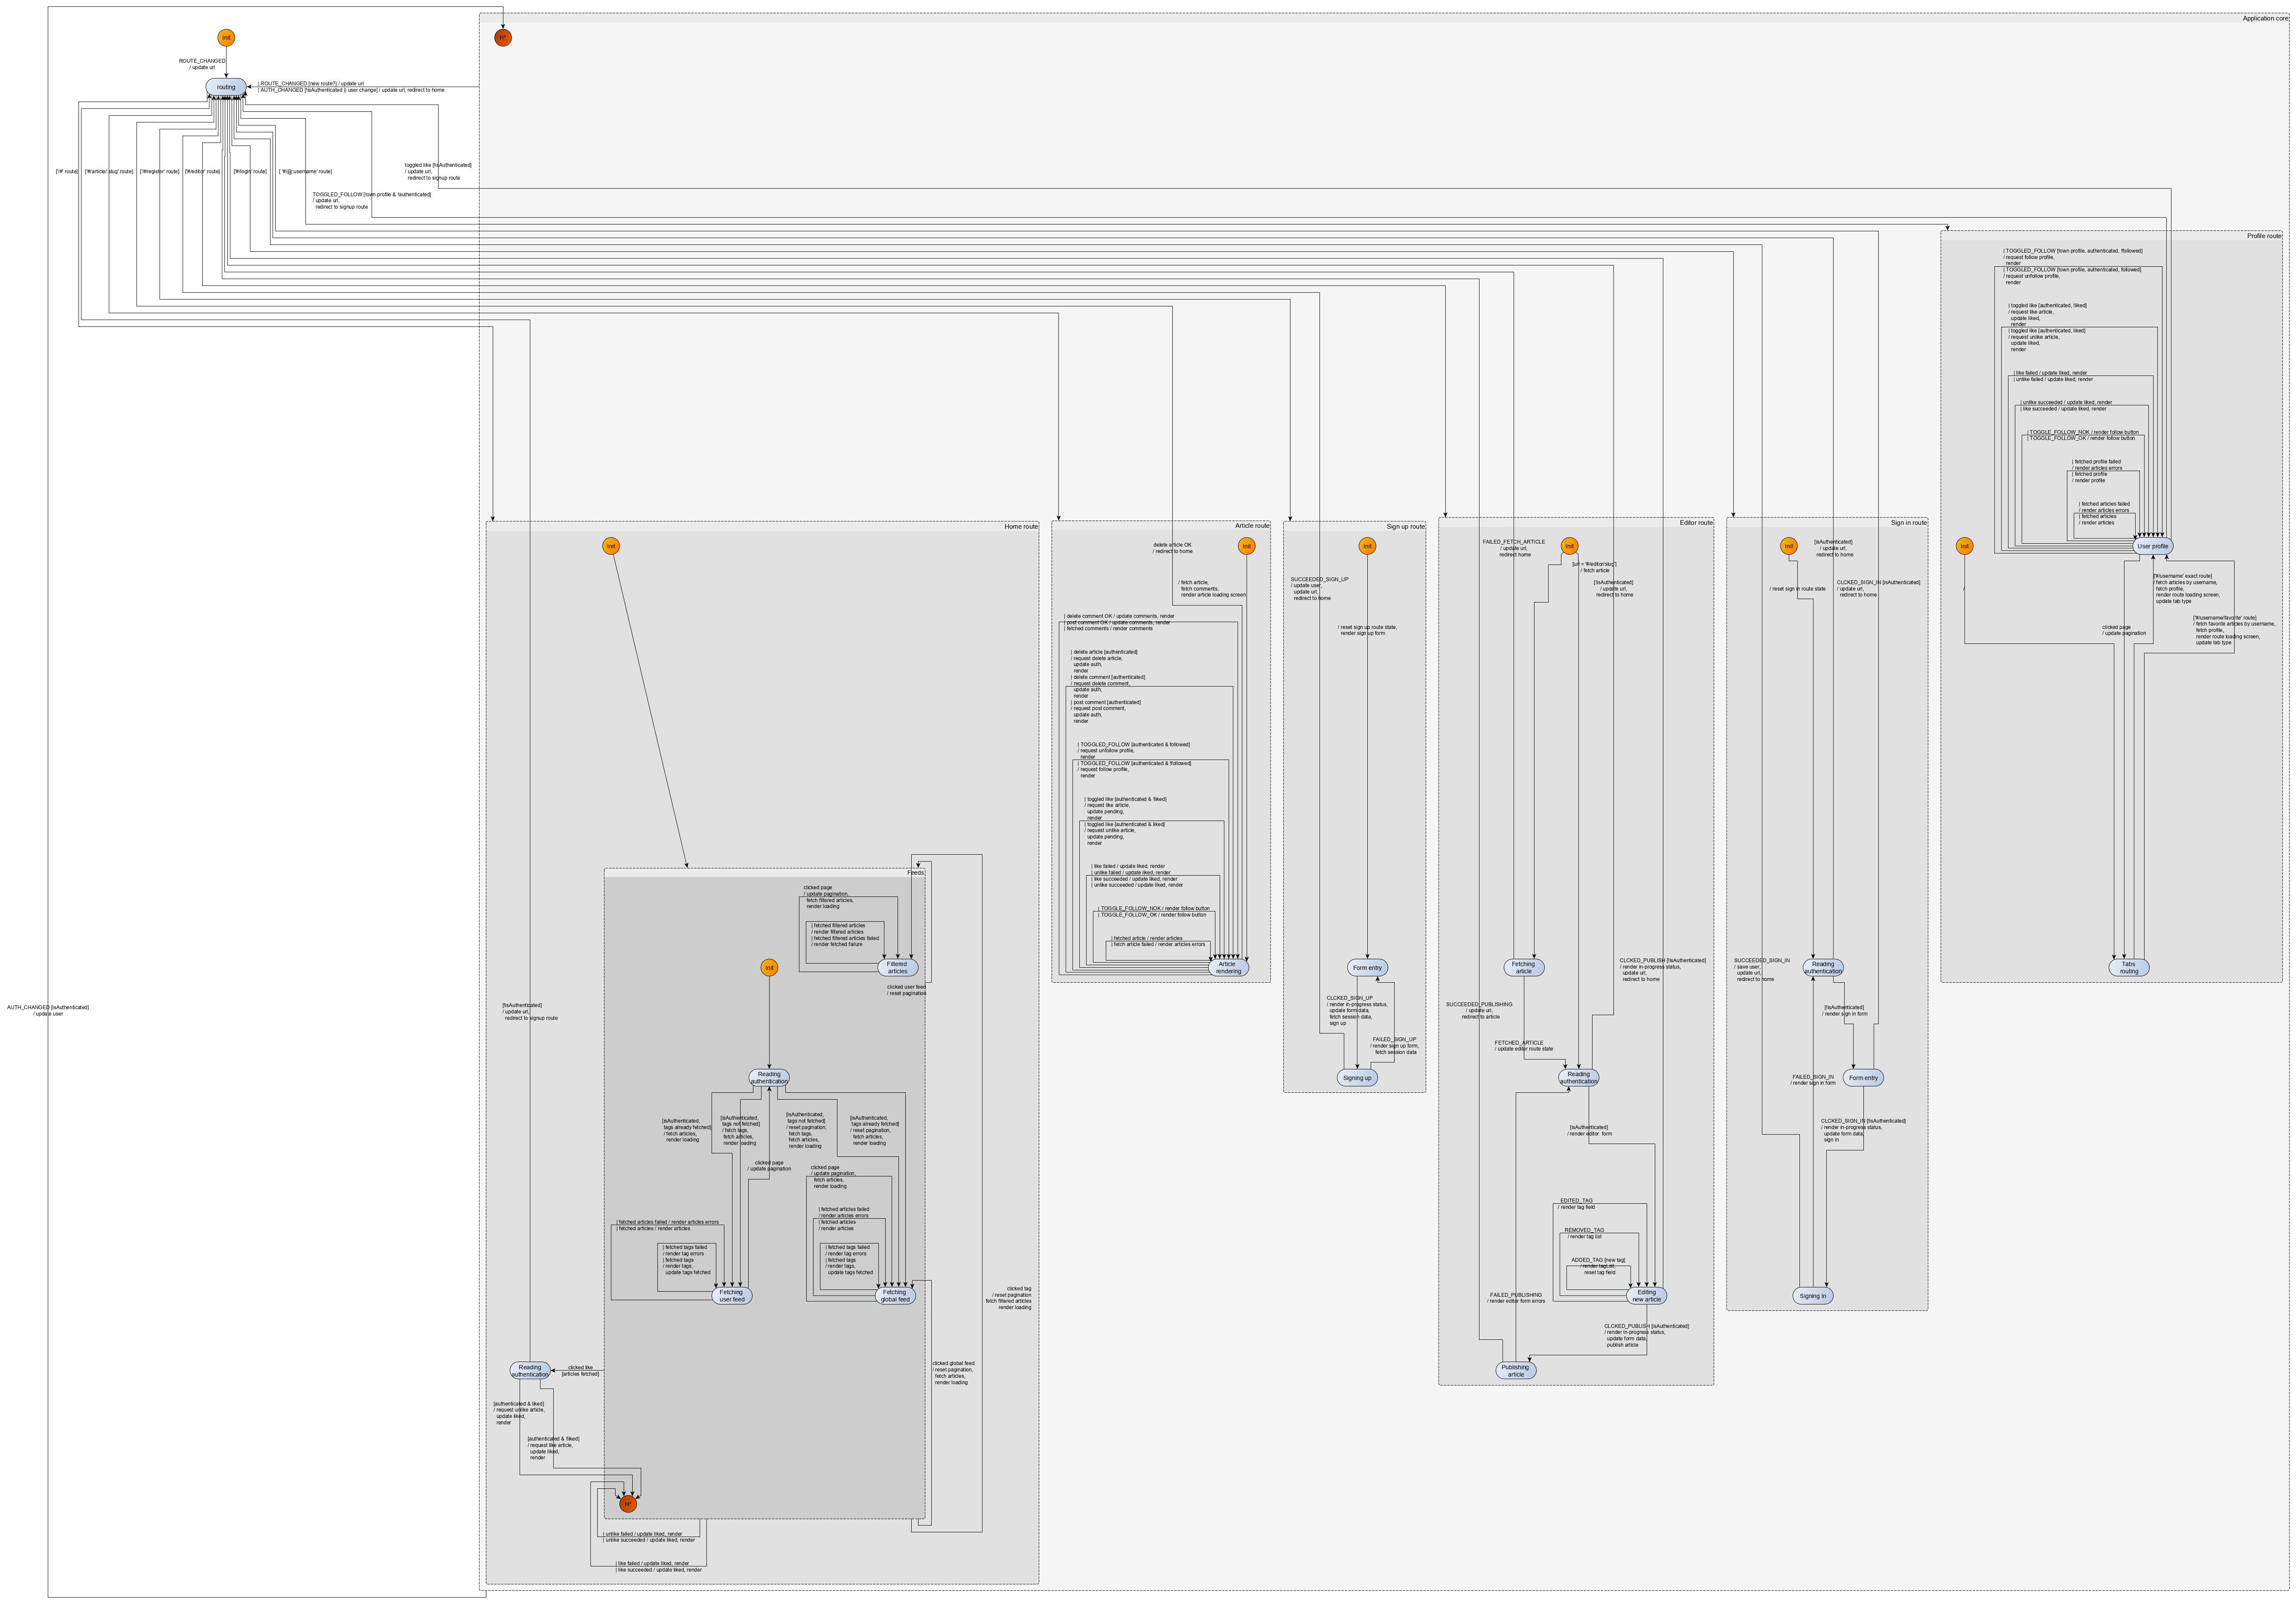 Application core
Init
H*
ROUTE_CHANGED
/ update url
routing
| ROUTE_CHANGED [new route?] / update url
| AUTH_CHANGED [!isAuthenticated || user change] / update url, redirect to home
['/#' route]
['#/article/:slug' route]
['/#register' route]
['#/editor' route]
['#/login' route]
toggled like [!isAuthenticated]
/ update url,
redirect to signup route
TOGGLED_FOLLOW [!own profile & !authenticated]
/ update url,
redirect to signup route
Profile route
| TOGGLED_FOLLOW [!own profile, authenticated, !followed]
/ request follow profile,
render
| TOGGLED_FOLLOW [!own profile, authenticated, followed]
/ request unfollow profile,
render
| toggled like [authenticated, !liked]
/ request like article,
update liked,
render
| toggled like [authenticated, liked]
/ request unlike article,
update liked,
render
| like failed / update liked, render
| unlike failed / update liked, render
| unlike succeeded / update liked, render
| like succeeded / update liked, render
| TOGGLE_FOLLOW_NOK / render follow button
| TOGGLE_FOLLOW_OK / render follow button
| fetched profile failed
/ render articles errors
| fetched profile
/ render profile
| fetched articles failed
/ render articles errors
| fetched articles
/ render articles
Init
User profile
/
['#/username' exact route]
/ fetch articles by username,
fetch profile,
render route loading screen,
update tab type
clicked page
/ update pagination
['#/username/favorite' route]
/ fetch favorite articles by username,
fetch profile,
render route loading screen,
update tab type
Tabs
routing
Home route
Init
Feeds
clicked page
/ update pagination,
fetch filtered articles,
render loading
| fetched filtered articles
/ render filtered articles
| fetched filtered articles failed
/ render fetched failure
Init
Filtered
articles
clicked user feed
/ reset pagination
AUTH_CHANGED [isAuthenticated]
/ update user
[!isAuthenticated]
/ update url,
redirect to signup route
Reading
authentication
[isAuthenticated,
tags already fetched]
/ fetch articles,
render loading
[isAuthenticated,
tags not fetched]
/ fetch tags,
fetch articles,
render loading
[!isAuthenticated,
tags not fetched]
/ reset pagination,
fetch tags,
fetch articles,
render loading
[!isAuthenticated,
tags already fetched]
/ reset pagination,
fetch articles,
render loading
clicked page
/ update pagination
clicked page
/ update pagination,
fetch articles,
render loading
| fetched articles failed / render articles errors
| fetched articles / render articles
| fetched articles failed
/ render articles errors
| fetched articles
/ render articles
| fetched tags failed
/ render tag errors
| fetched tags
/ render tags,
update tags fetched
| fetched tags failed
/ render tag errors
| fetched tags
/ render tags,
update tags fetched
Fetching
user feed
Fetching
global feed
clicked tag
/ reset pagination
fetch filtered articles
render loading
clicked global feed
/ reset pagination,
fetch articles,
render loading
Reading
authentication
clicked like
[articles fetched]
[authenticated & liked]
/ request unlike article,
update liked,
render
[authenticated & !liked]
/ request like article,
update liked,
render
H*
| unlike failed / update liked, render
| unlike succeeded / update liked, render
| like failed / update liked, render
| like succeeded / update liked, render
Article route
delete article OK
/ redirect to home
Init
/ fetch article,
fetch comments,
render article loading screen
| delete comment OK / update comments, render
| post comment OK / update comments, render
| fetched comments / render comments
| delete article [authenticated]
/ request delete article,
update auth,
render
| delete comment [authenticated]
/ request delete comment,
update auth,
render
| post comment [authenticated]
/ request post comment,
update auth,
render
| TOGGLED_FOLLOW [authenticated & followed]
/ request unfollow profile,
render
| TOGGLED_FOLLOW [authenticated & !followed]
/ request follow profile,
render
| toggled like [authenticated & !liked]
/ request like article,
update pending,
render
| toggled like [authenticated & liked]
/ request unlike article,
update pending,
render
| like failed / update liked, render
| unlike failed / update liked, render
| like succeeded / update liked, render
| unlike succeeded / update liked, render
| TOGGLE_FOLLOW_NOK / render follow button
| TOGGLE_FOLLOW_OK / render follow button
| fetched article / render articles
| fetch article failed / render articles errors
Article
rendering
Sign up route
Init
SUCCEEDED_SIGN_UP
/ update user,
update url,
redirect to home
/ reset sign up route state,
render sign up form
Form entry
CLCKED_SIGN_UP
/ render in-progress status,
update form data,
fetch session data,
sign up
FAILED_SIGN_UP
/ render sign up form,
fetch session data
Signing up
Editor route
FAILED_FETCH_ARTICLE
/ update url,
redirect home
Init
[url = '#/editor/slug']
/ fetch article
[!isAuthenticated]
/ update url,
redirect to home
Fetching
article
CLCKED_PUBLISH [!isAuthenticated]
/ render in-progress status,
update url,
redirect to home
SUCCEEDED_PUBLISHING
/ update url,
redirect to article
FETCHED_ARTICLE
/ update editor route state
Reading
authentication
[isAuthenticated]
/ render editor form
EDITED_TAG
/ render tag field
REMOVED_TAG
/ render tag list
ADDED_TAG [new tag]
/ render tagList,
reset tag field
FAILED_PUBLISHING
/ render editor form errors
Editing
new article
CLCKED_PUBLISH [isAuthenticated]
/ render in-progress status,
update form data,
publish article
Publishing
article
Sign in route
Init
[isAuthenticated]
/ update url,
redirect to home
/ reset sign in route state
CLCKED_SIGN_IN [isAuthenticated]
/ update url,
redirect to home
SUCCEEDED_SIGN_IN
/ save user,
update url,
redirect to home
Reading
authentication
[!isAuthenticated]
/ render sign in form
FAILED_SIGN_IN
/ render sign in form
Form entry
CLCKED_SIGN_IN [!isAuthenticated]
/ render in-progress status,
update form data,
sign in
Signing in